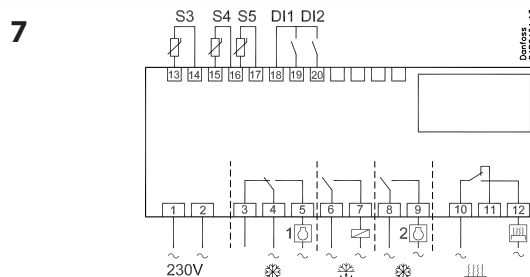 7
S3 S4 S5 DI1 DI2
Danfoss
13 14 15 16 17 18 19 20
1 2 3 4 5 6 7 8 9 10 11 12
1 2
~ ~ ~ ~ ~ ~ ~ ~ ~ ~
230V